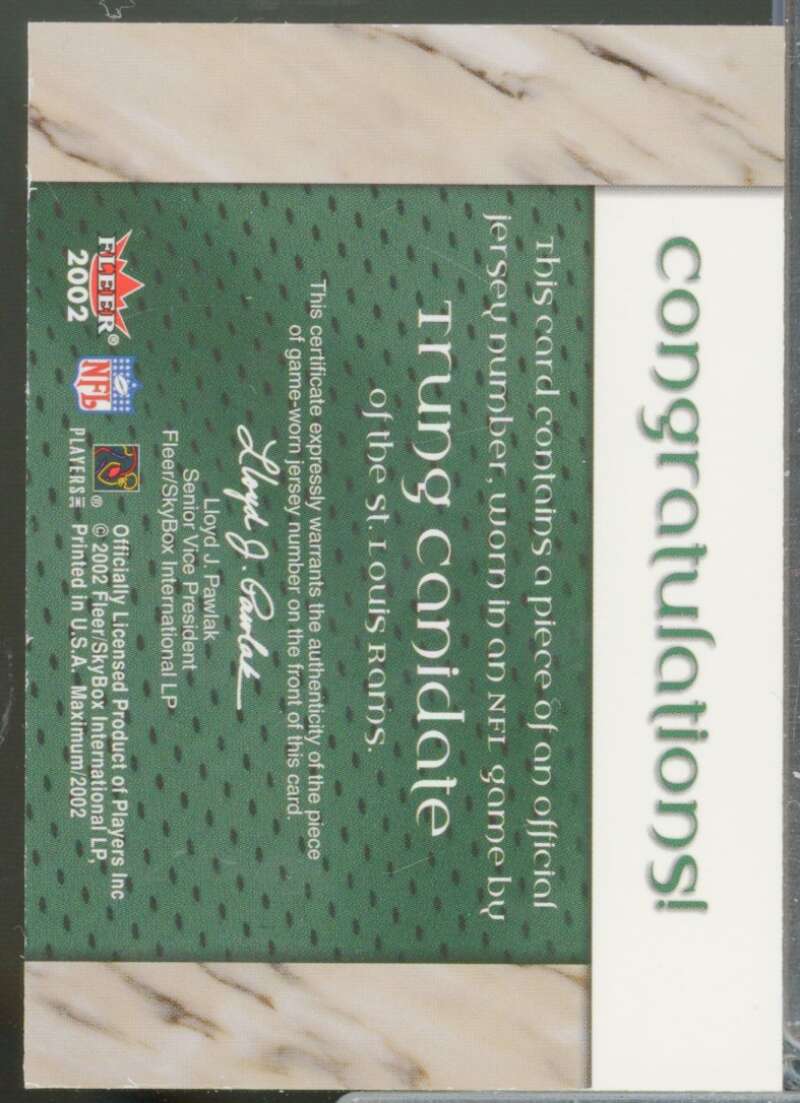 Congratulations!
This card contains a piece of an official
jersey number, worn in an NFL game by
Trung Canidate
of the St. Louis Rams.
This certificate expressly warrants the authenticity of the piece
of game-worn jersey number on the front of this card.
Lloyd J. Pawlak
Lloyd J. Pawlak
Senior Vice President
Fleer/SkyBox International LP
FLEER®
2002
NFL
PLAYERS INC
®
Officially Licensed Product of Players Inc
© 2002 Fleer/SkyBox International LP,
Printed in U.S.A. Maximum/2002